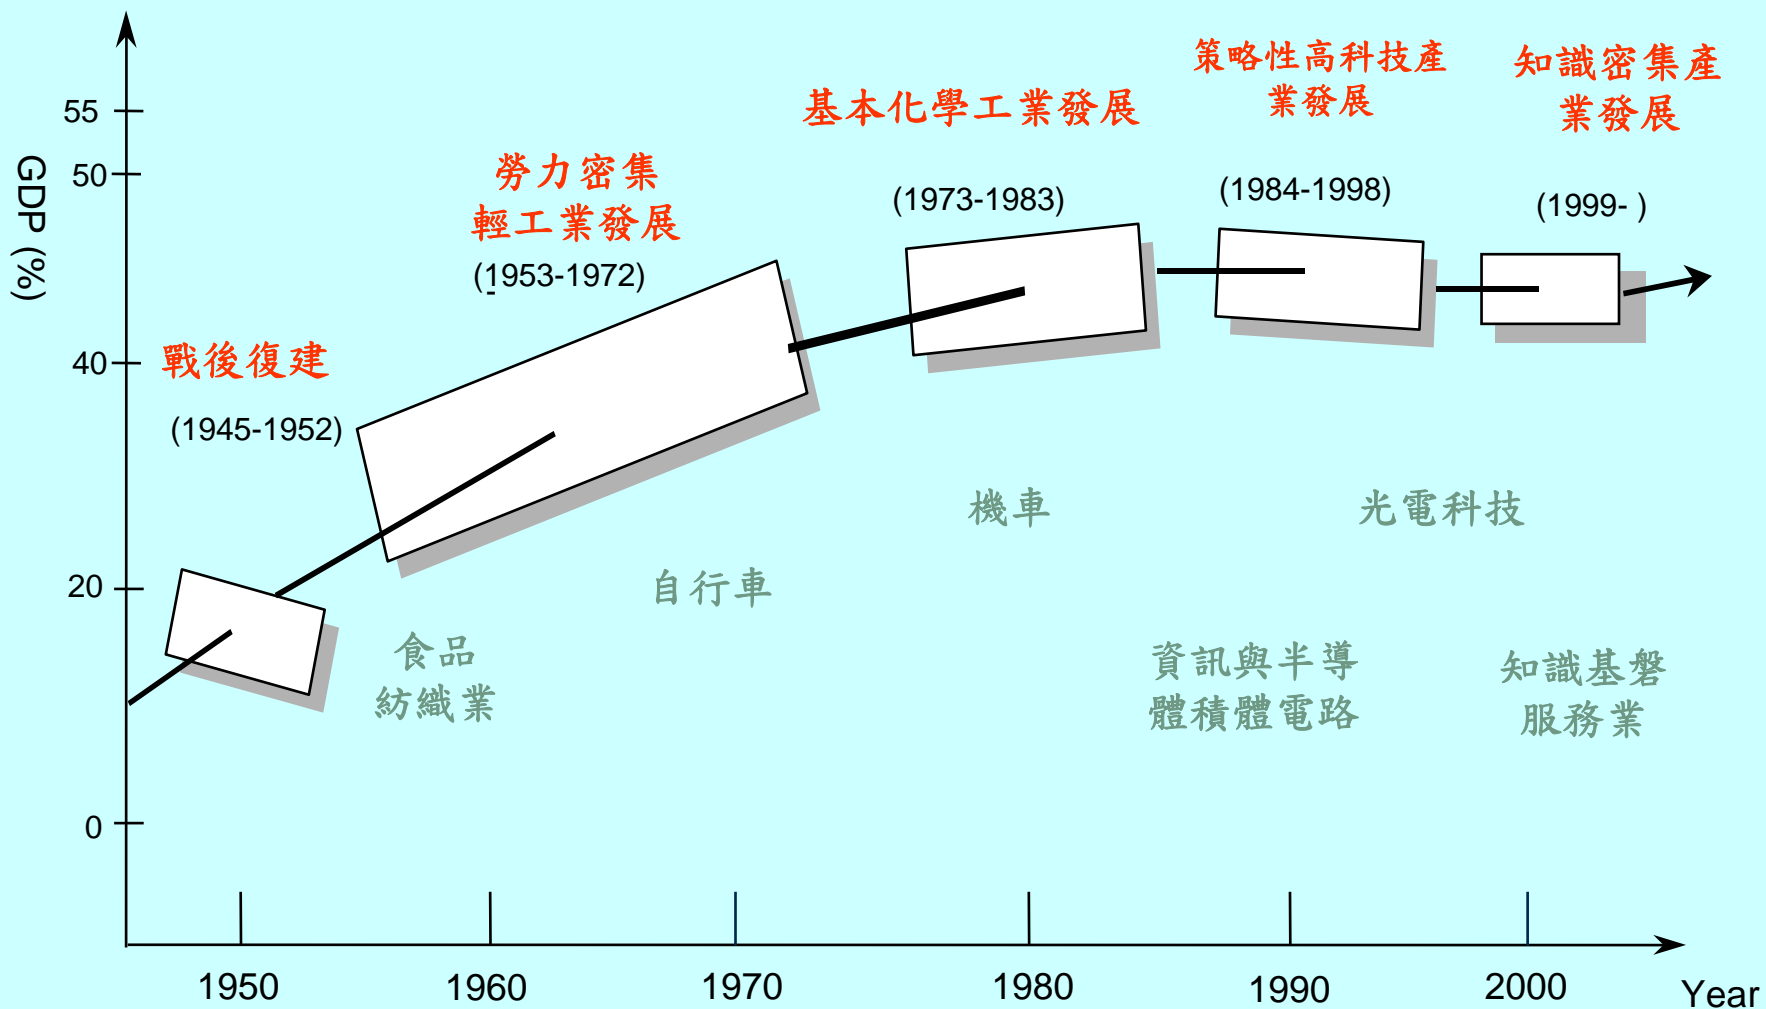 策略性高科技產
業發展
知識密集產
業發展
基本化學工業發展
勞力密集
輕工業發展
(1953-1972)
(1973-1983)
(1984-1998)
(1999- )
戰後復建
(1945-1952)
GDP (%)
55
50
40
20
0
機車
光電科技
自行車
食品
紡織業
資訊與半導
體積體電路
知識基磐
服務業
1950
1960
1970
1980
1990
2000
Year